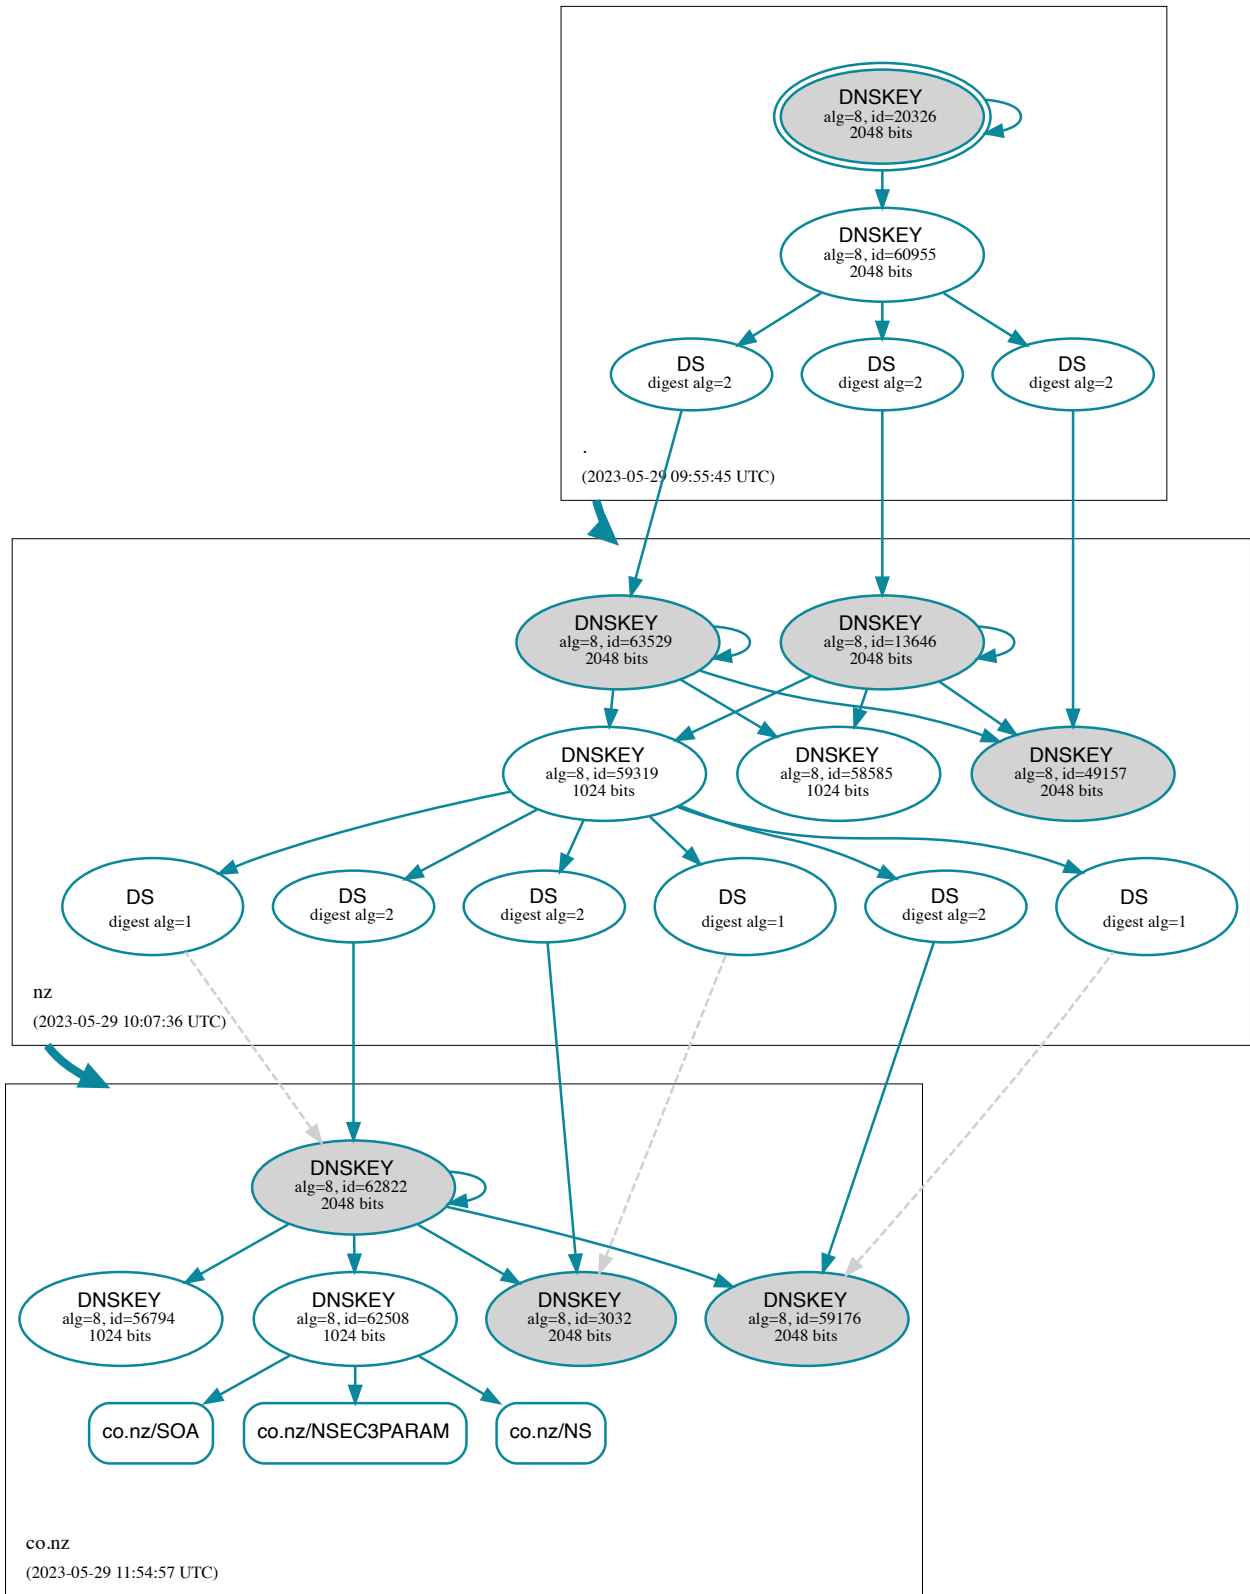 DNSKEY
alg=8, id=20326
2048 bits
DNSKEY
alg=8, id=60955
2048 bits
DS
digest alg=2
DS
digest alg=2
DS
digest alg=2
.
(2023-05-29 09:55:45 UTC)
DNSKEY
alg=8, id=63529
2048 bits
DNSKEY
alg=8, id=13646
2048 bits
DNSKEY
alg=8, id=59319
1024 bits
DNSKEY
alg=8, id=58585
1024 bits
DNSKEY
alg=8, id=49157
2048 bits
DS
digest alg=1
DS
digest alg=2
DS
digest alg=2
DS
digest alg=1
DS
digest alg=2
DS
digest alg=1
nz
(2023-05-29 10:07:36 UTC)
DNSKEY
alg=8, id=62822
2048 bits
DNSKEY
alg=8, id=56794
1024 bits
DNSKEY
alg=8, id=62508
1024 bits
DNSKEY
alg=8, id=3032
2048 bits
DNSKEY
alg=8, id=59176
2048 bits
co.nz/SOA
co.nz/NSEC3PARAM
co.nz/NS
co.nz
(2023-05-29 11:54:57 UTC)